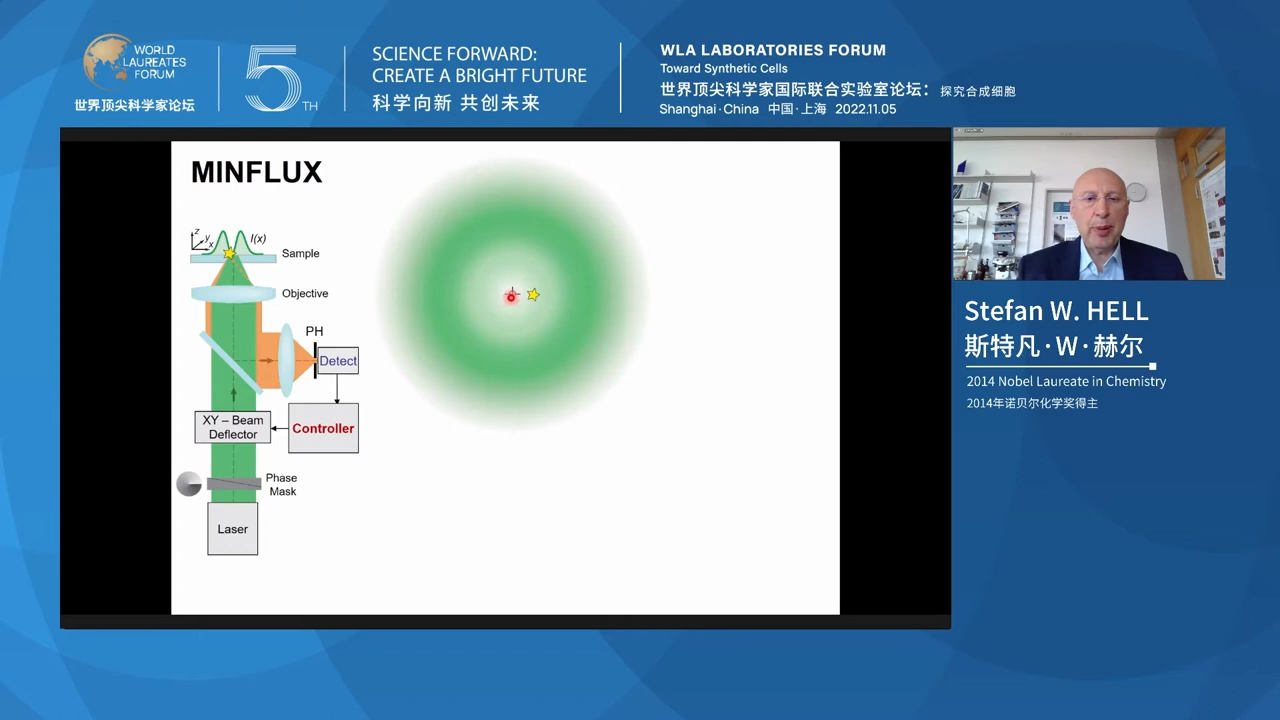 WORLD
LAUREATES
FORUM
世界顶尖科学家论坛
5TH
SCIENCE FORWARD:
CREATE A BRIGHT FUTURE
科学向新 共创未来
WLA LABORATORIES FORUM
Toward Synthetic Cells
世界顶尖科学家国际联合实验室论坛：探究合成细胞
Shanghai·China 中国·上海 2022.11.05
MINFLUX
z
y
x
I(x)
Sample
Objective
PH
Detect
XY – Beam
Deflector
Controller
Phase
Mask
Laser
Stefan W. HELL
斯特凡·W·赫尔
2014 Nobel Laureate in Chemistry
2014年诺贝尔化学奖得主